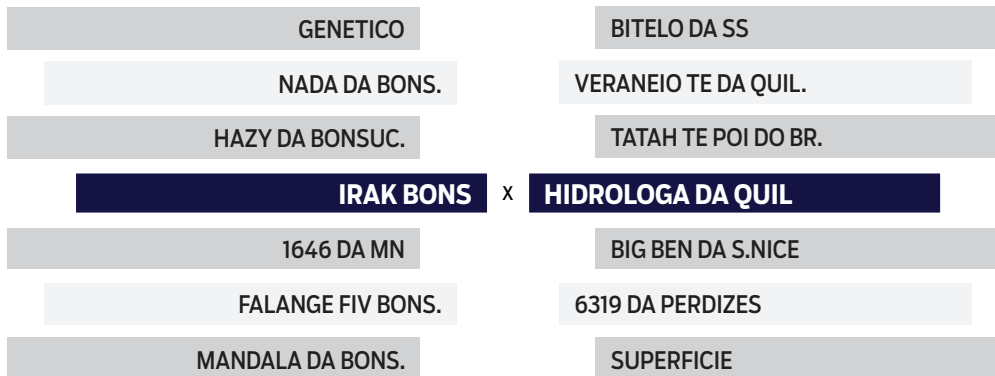 GENETICO BITELO DA SS
NADA DA BONS. VERANEIO TE DA QUIL.
HAZY DA BONSUC. TATAH TE POI DO BR.
IRAK BONS x HIDROLOGA DA QUIL
1646 DA MN BIG BEN DA S.NICE
FALANGE FIV BONS. 6319 DA PERDIZES
MANDALA DA BONS. SUPERFICIE